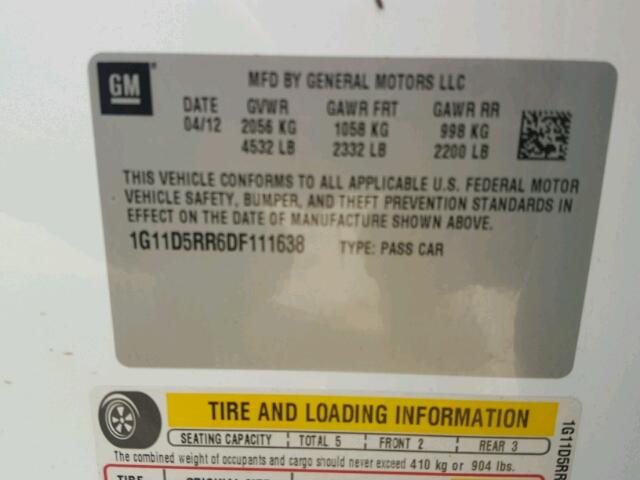 GM
MFD BY GENERAL MOTORS LLC
DATE GVWR GAWR FRT GAWR RR
04/12 2056 KG 1058 KG 998 KG
4532 LB 2332 LB 2200 LB
THIS VEHICLE CONFORMS TO ALL APPLICABLE U.S. FEDERAL MOTOR
VEHICLE SAFETY, BUMPER, AND THEFT PREVENTION STANDARDS IN
EFFECT ON THE DATE OF MANUFACTURE SHOWN ABOVE.
1G11D5RR6DF111638 TYPE: PASS CAR
TIRE AND LOADING INFORMATION
SEATING CAPACITY TOTAL 5 FRONT 2 REAR 3
The combined weight of occupants and cargo should never exceed 410 kg or 904 lbs.
TIRE ORIGINAL SIZE
1G11D5RR